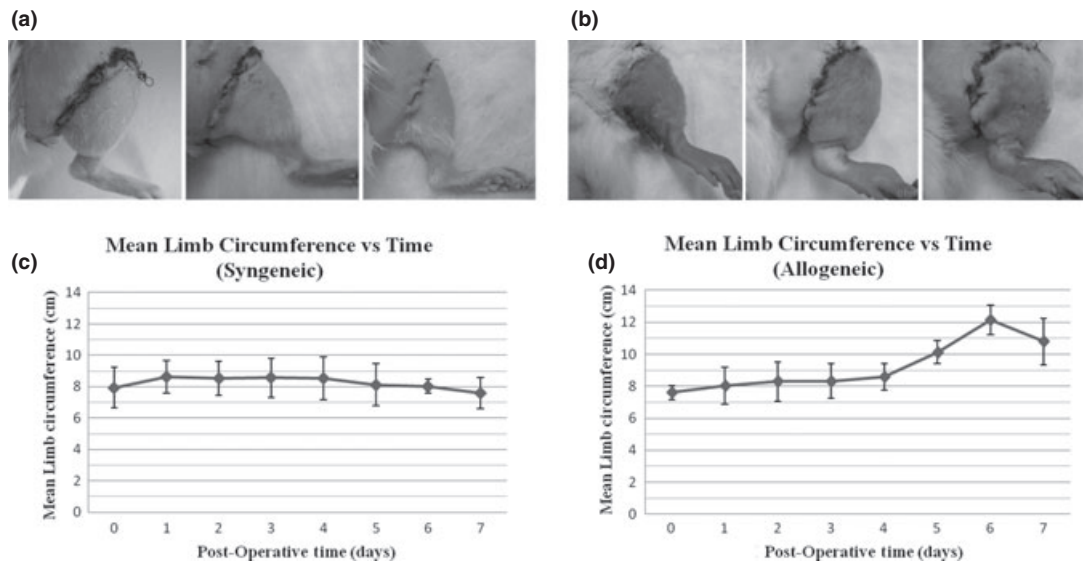 (a)
(b)
Mean Limb Circumference vs Time
(Syngeneic)
(c)
Mean Limb circumference (cm)
14
12
10
8
6
4
2
0
0 1 2 3 4 5 6 7
Post-Operative time (days)
Mean Limb Circumference vs Time
(Allogeneic)
(d)
Mean Limb circumference (cm)
14
12
10
8
6
4
2
0
0 1 2 3 4 5 6 7
Post-Operative time (days)